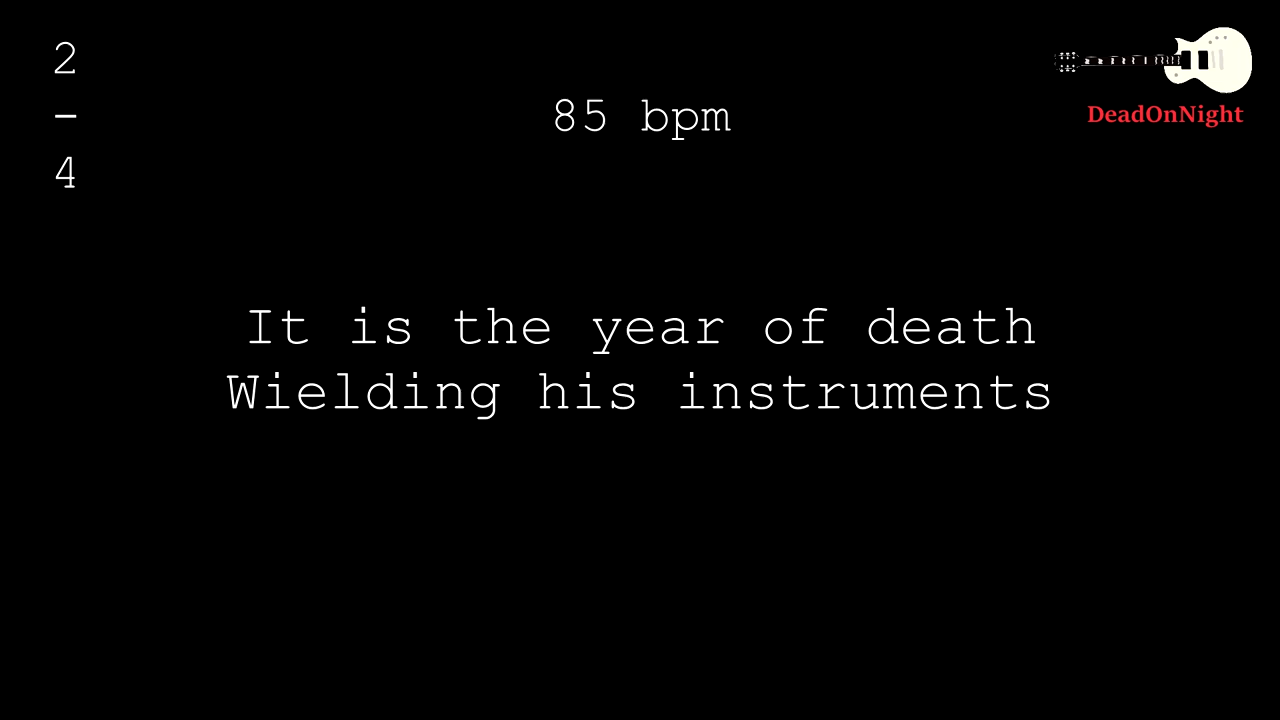 2
-
4
85 bpm
DeadOnNight
It is the year of death
Wielding his instruments